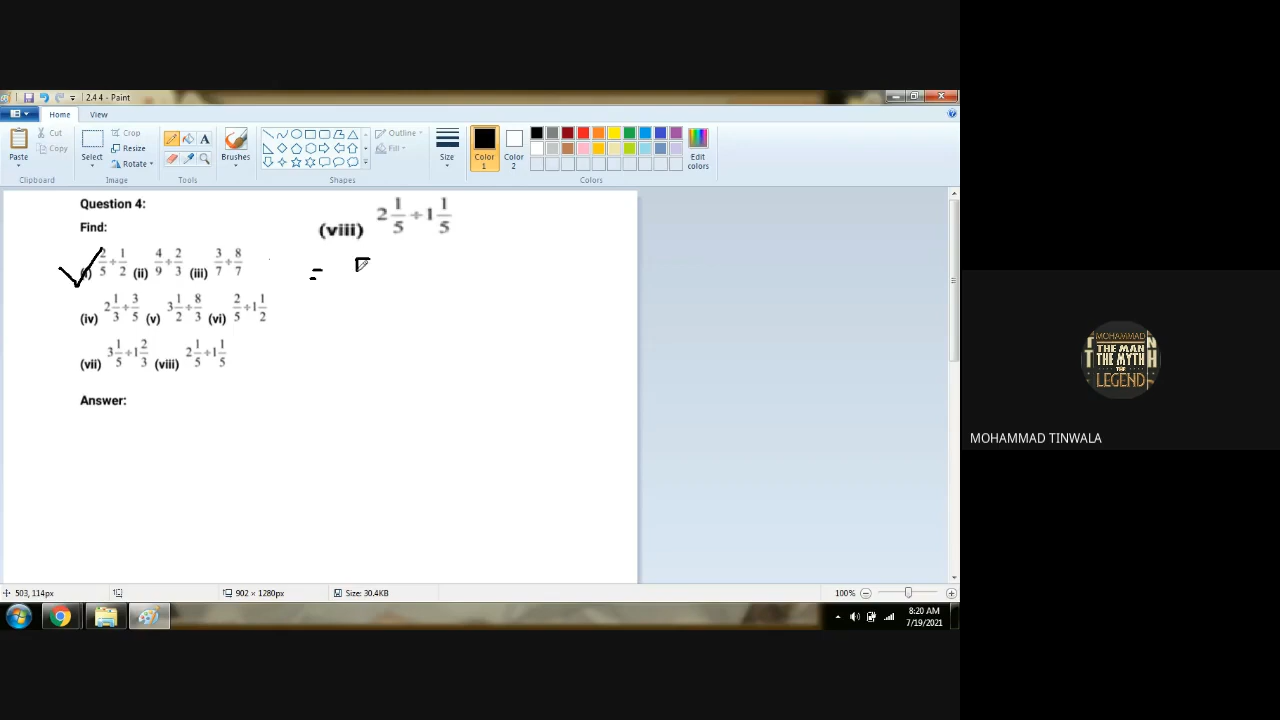 2.4 4 - Paint
Home View
Paste Cut Copy Select Crop Resize Rotate Brushes Outline Fill Size Color 1 Color 2 Edit colors
Clipboard Image Tools Shapes Colors
Question 4:
Find:
(i) 2/5 ÷ 1/2 (ii) 4/9 ÷ 2/3 (iii) 3/7 ÷ 8/7
(iv) 2 1/3 ÷ 3/5 (v) 3 1/2 ÷ 8/3 (vi) 2/5 ÷ 1 1/2
(vii) 3 1/5 ÷ 1 2/3 (viii) 2 1/5 ÷ 1 1/5
Answer:
(viii) 2 1/5 ÷ 1 1/5
=
MOHAMMAD
THE MAN
THE MYTH
THE
LEGEND
MOHAMMAD TINWALA
503, 114px 902 × 1280px Size: 30.4KB 100%
8:20 AM
7/19/2021